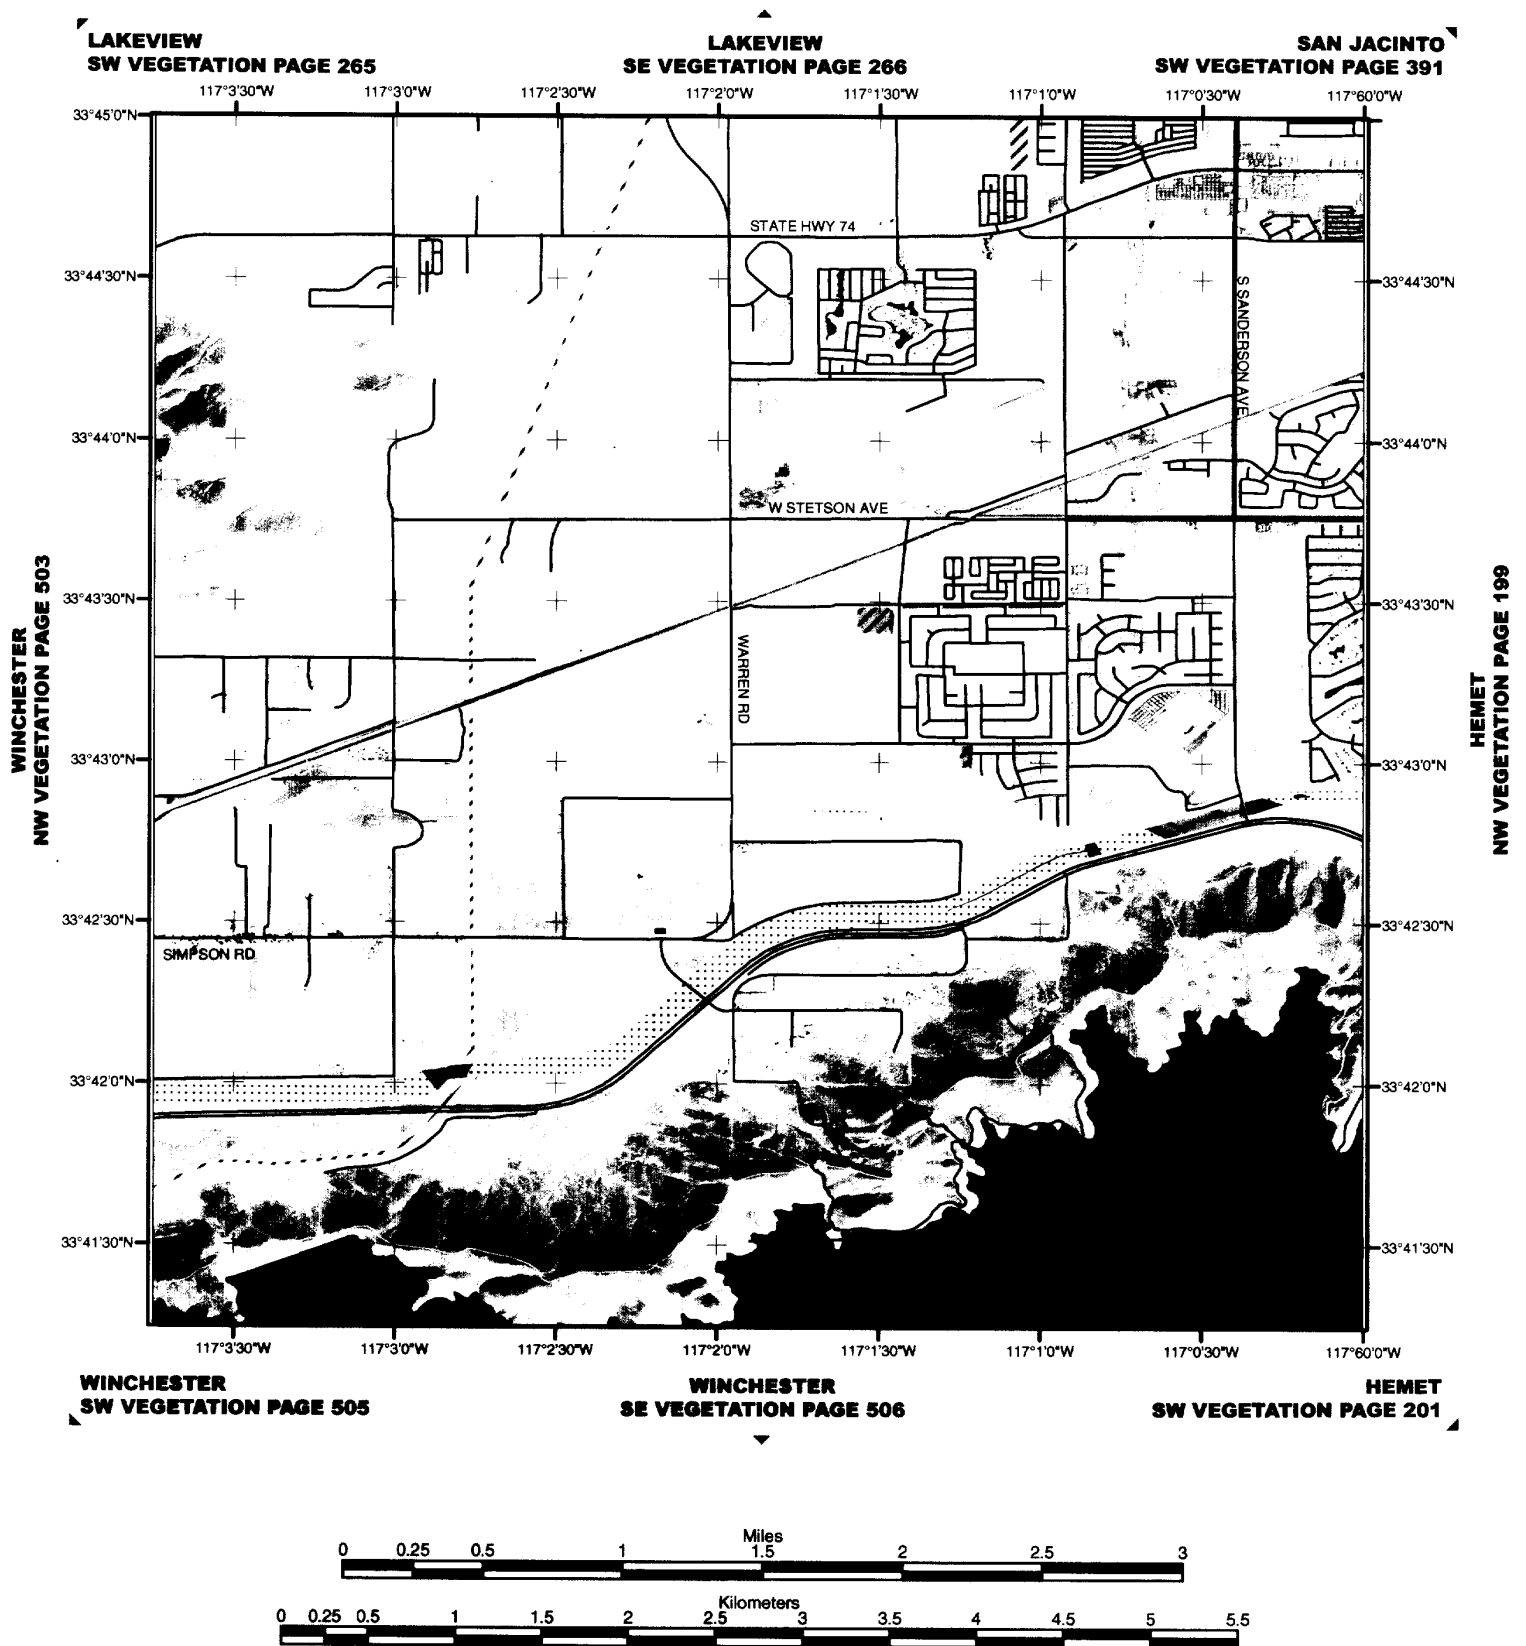 LAKEVIEW
SW VEGETATION PAGE 265
LAKEVIEW
SE VEGETATION PAGE 266
SAN JACINTO
SW VEGETATION PAGE 391
117°3'30"W 117°3'0"W 117°2'30"W 117°2'0"W 117°1'30"W 117°1'0"W 117°0'30"W 117°60'0"W
33°45'0"N
STATE HWY 74
33°44'30"N 33°44'30"N
S SANDERSON AVE
33°44'0"N 33°44'0"N
W STETSON AVE
33°43'30"N 33°43'30"N
WINCHESTER
NW VEGETATION PAGE 503
WARREN RD
HEMET
NW VEGETATION PAGE 199
33°43'0"N 33°43'0"N
33°42'30"N 33°42'30"N
SIMPSON RD
33°42'0"N 33°42'0"N
33°41'30"N 33°41'30"N
117°3'30"W 117°3'0"W 117°2'30"W 117°2'0"W 117°1'30"W 117°1'0"W 117°0'30"W 117°60'0"W
WINCHESTER
SW VEGETATION PAGE 505
WINCHESTER
SE VEGETATION PAGE 506
HEMET
SW VEGETATION PAGE 201
Miles
0 0.25 0.5 1 1.5 2 2.5 3
Kilometers
0 0.25 0.5 1 1.5 2 2.5 3 3.5 4 4.5 5 5.5